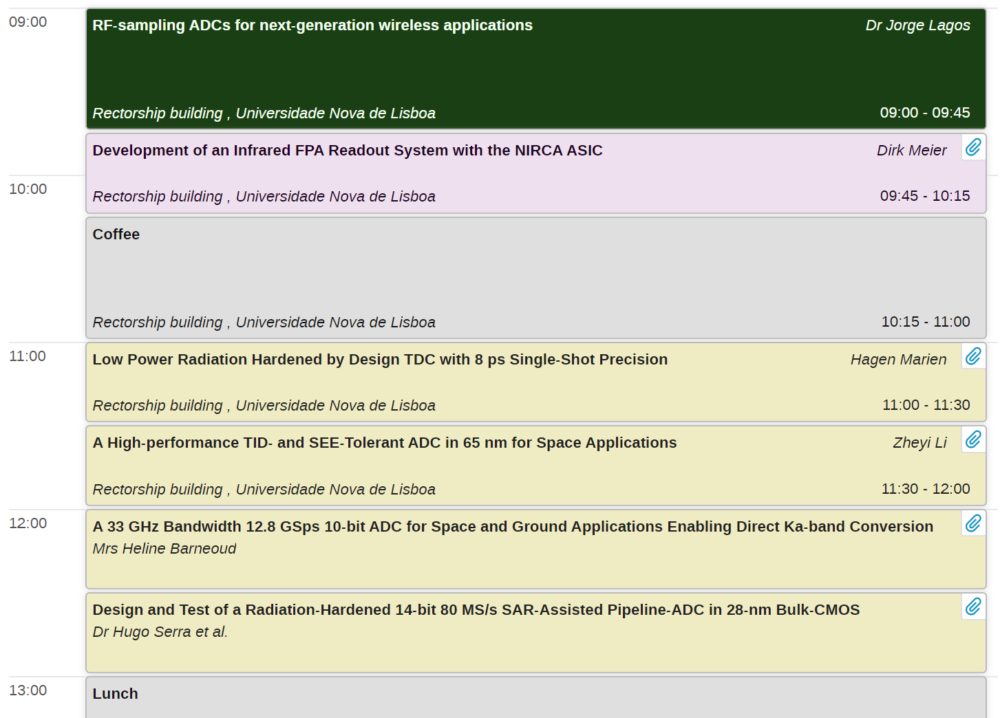 09:00
RF-sampling ADCs for next-generation wireless applications Dr Jorge Lagos
Rectorship building , Universidade Nova de Lisboa 09:00 - 09:45
Development of an Infrared FPA Readout System with the NIRCA ASIC Dirk Meier
10:00
Rectorship building , Universidade Nova de Lisboa 09:45 - 10:15
Coffee
Rectorship building , Universidade Nova de Lisboa 10:15 - 11:00
11:00
Low Power Radiation Hardened by Design TDC with 8 ps Single-Shot Precision Hagen Marien
Rectorship building , Universidade Nova de Lisboa 11:00 - 11:30
A High-performance TID- and SEE-Tolerant ADC in 65 nm for Space Applications Zheyi Li
Rectorship building , Universidade Nova de Lisboa 11:30 - 12:00
12:00
A 33 GHz Bandwidth 12.8 GSps 10-bit ADC for Space and Ground Applications Enabling Direct Ka-band Conversion
Mrs Heline Barneoud
Design and Test of a Radiation-Hardened 14-bit 80 MS/s SAR-Assisted Pipeline-ADC in 28-nm Bulk-CMOS
Dr Hugo Serra et al.
13:00
Lunch